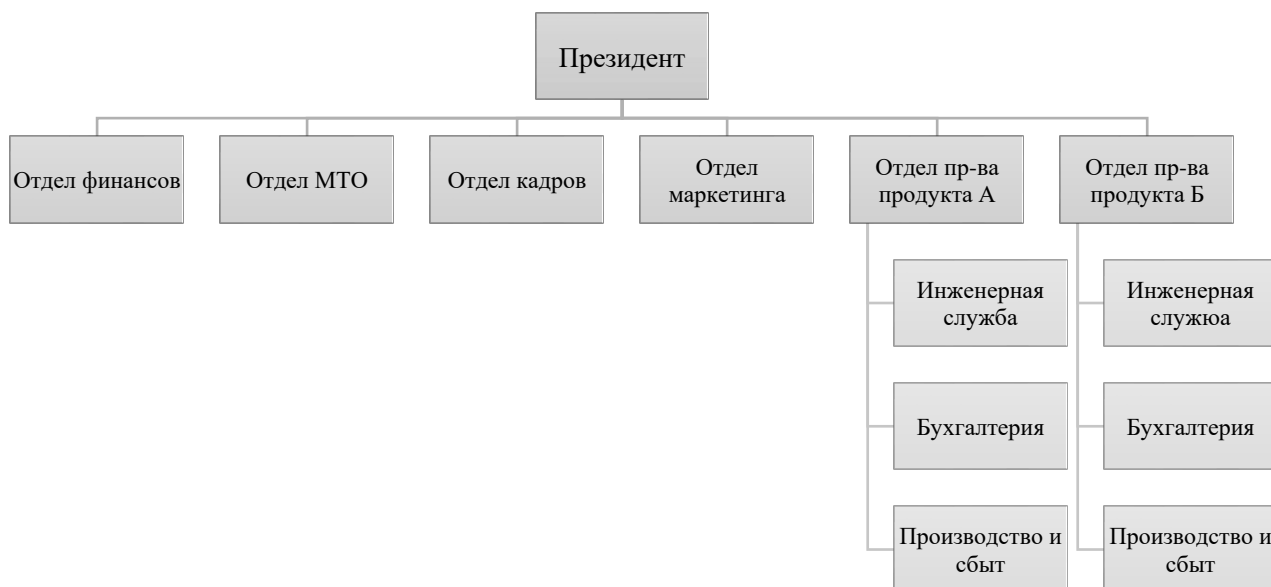 Президент
Отдел финансов
Отдел МТО
Отдел кадров
Отдел
маркетинга
Отдел пр-ва
продукта А
Отдел пр-ва
продукта Б
Инженерная
служба
Бухгалтерия
Производство и
сбыт
Инженерная
служюа
Бухгалтерия
Производство и
сбыт